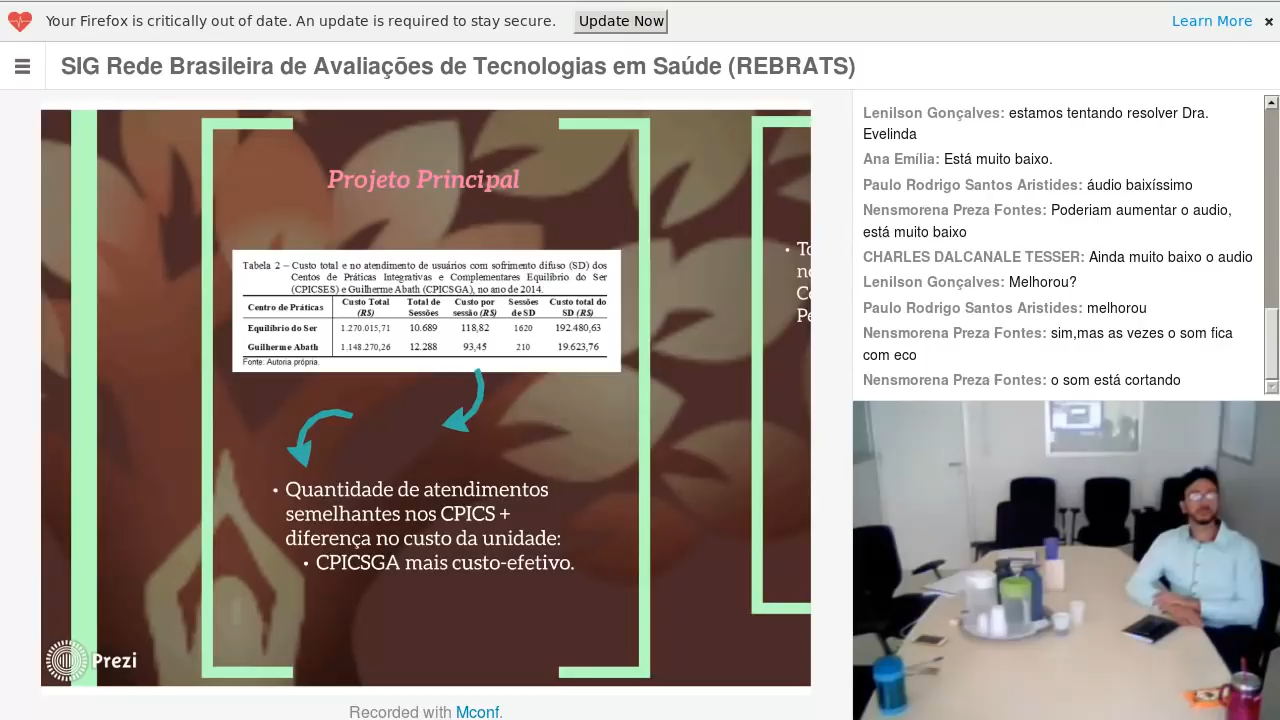 Your Firefox is critically out of date. An update is required to stay secure. Update Now Learn More ×
SIG Rede Brasileira de Avaliações de Tecnologias em Saúde (REBRATS)
Projeto Principal
Tabela 2 – Custo total e no atendimento de usuários com sofrimento difuso (SD) dos
Centos de Práticas Integrativas e Complementares Equilíbrio do Ser
(CPICSES) e Guilherme Abath (CPICSGA), no ano de 2014.
Centro de Práticas Custo Total (R$) Total de Sessões Custo por sessão (R$) Sessões de SD Custo total do SD (R$)
Equilíbrio do Ser 1.270.015,71 10.689 118,82 1620 192.480,63
Guilherme Abath 1.148.270,26 12.288 93,45 210 19.623,76
Fonte: Autoria própria.
• Quantidade de atendimentos
semelhantes nos CPICS +
diferença no custo da unidade:
• CPICSGA mais custo-efetivo.
Prezi
Recorded with Mconf.
Lenilson Gonçalves: estamos tentando resolver Dra.
Evelinda
Ana Emília: Está muito baixo.
Paulo Rodrigo Santos Aristides: áudio baixíssimo
Nensmorena Preza Fontes: Poderiam aumentar o audio,
está muito baixo
CHARLES DALCANALE TESSER: Ainda muito baixo o audio
Lenilson Gonçalves: Melhorou?
Paulo Rodrigo Santos Aristides: melhorou
Nensmorena Preza Fontes: sim,mas as vezes o som fica
com eco
Nensmorena Preza Fontes: o som está cortando